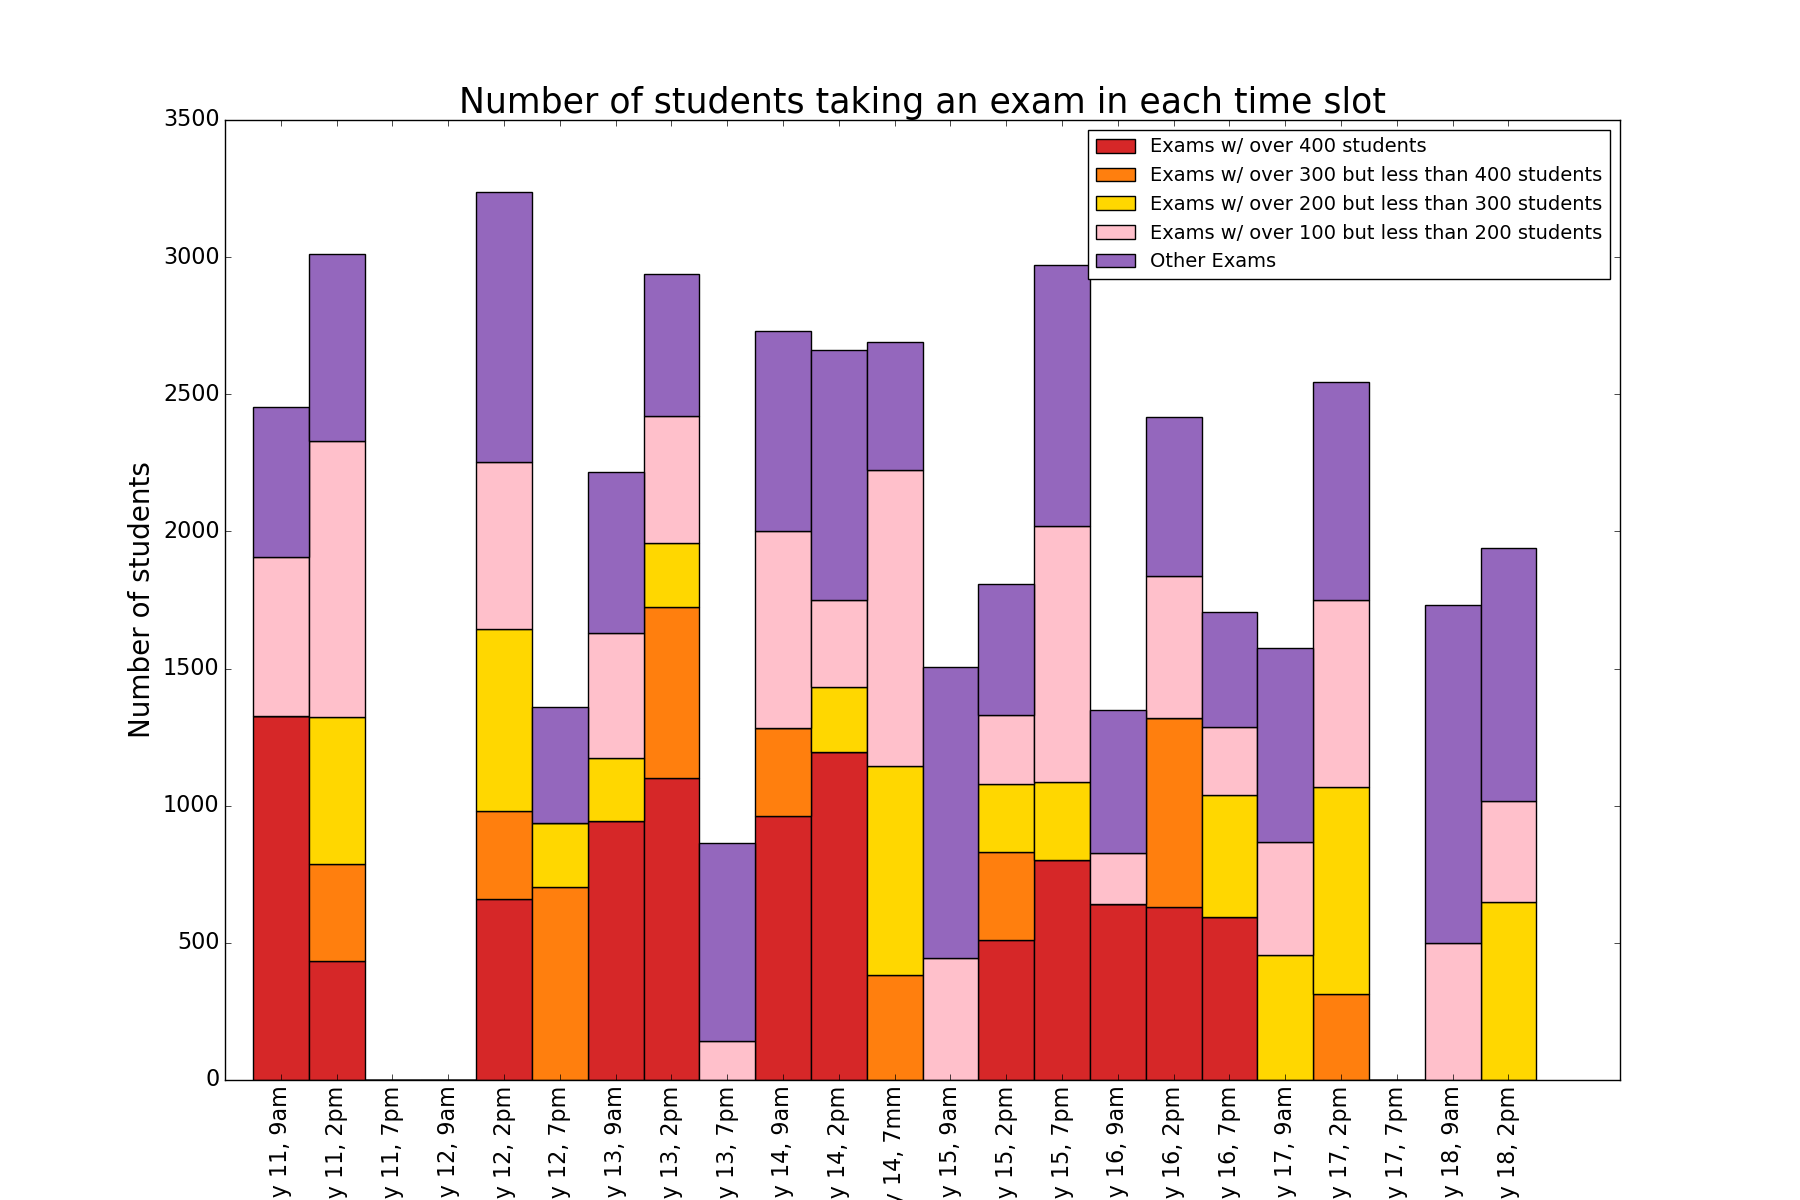 Number of students taking an exam in each time slot
Number of students
3500
3000
2500
2000
1500
1000
500
0
Exams w/ over 400 students
Exams w/ over 300 but less than 400 students
Exams w/ over 200 but less than 300 students
Exams w/ over 100 but less than 200 students
Other Exams
y 11, 9am
y 11, 2pm
y 11, 7pm
y 12, 9am
y 12, 2pm
y 12, 7pm
y 13, 9am
y 13, 2pm
y 13, 7pm
y 14, 9am
y 14, 2pm
y 14, 7mm
y 15, 9am
y 15, 2pm
y 15, 7pm
y 16, 9am
y 16, 2pm
y 16, 7pm
y 17, 9am
y 17, 2pm
y 17, 7pm
y 18, 9am
y 18, 2pm